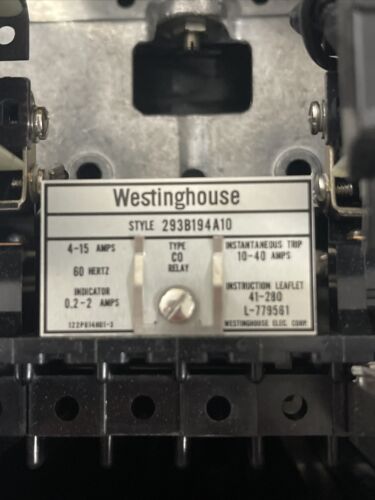 Westinghouse
STYLE 293B194A10
4-15 AMPS
60 HERTZ
INDICATOR
0.2-2 AMPS
TYPE
CO
RELAY
INSTANTANEOUS TRIP
10-40 AMPS
INSTRUCTION LEAFLET
41-280
L-779561
WESTINGHOUSE ELEC. CORP.